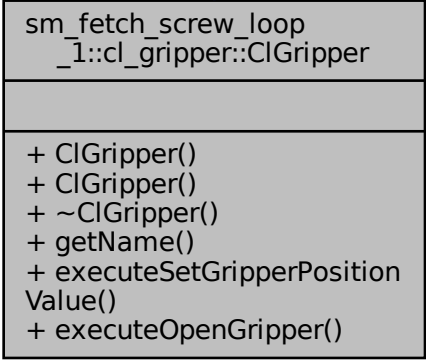 sm_fetch_screw_loop
_1::cl_gripper::ClGripper
+ ClGripper()
+ ClGripper()
+ ~ClGripper()
+ getName()
+ executeSetGripperPosition
Value()
+ executeOpenGripper()